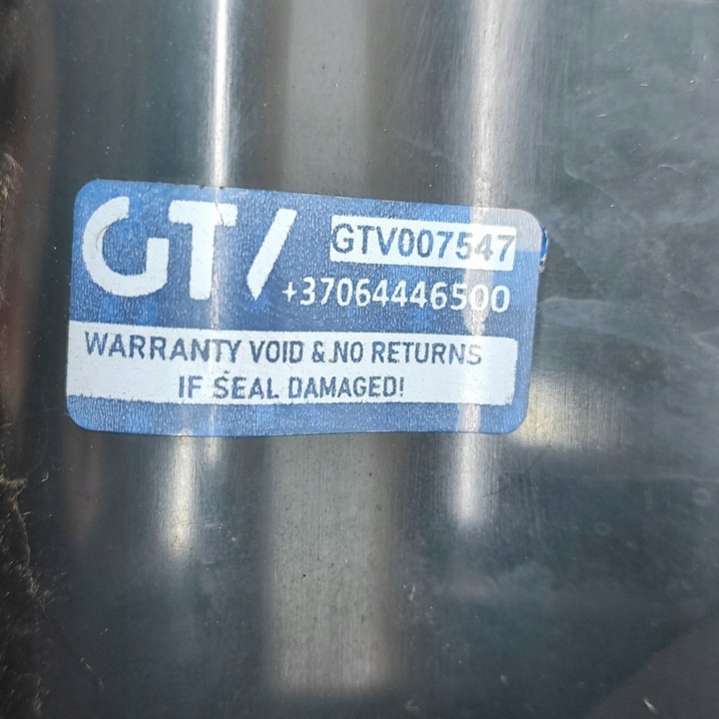 GT/
GTV007547
+37064446500
WARRANTY VOID & NO RETURNS
IF SEAL DAMAGED!